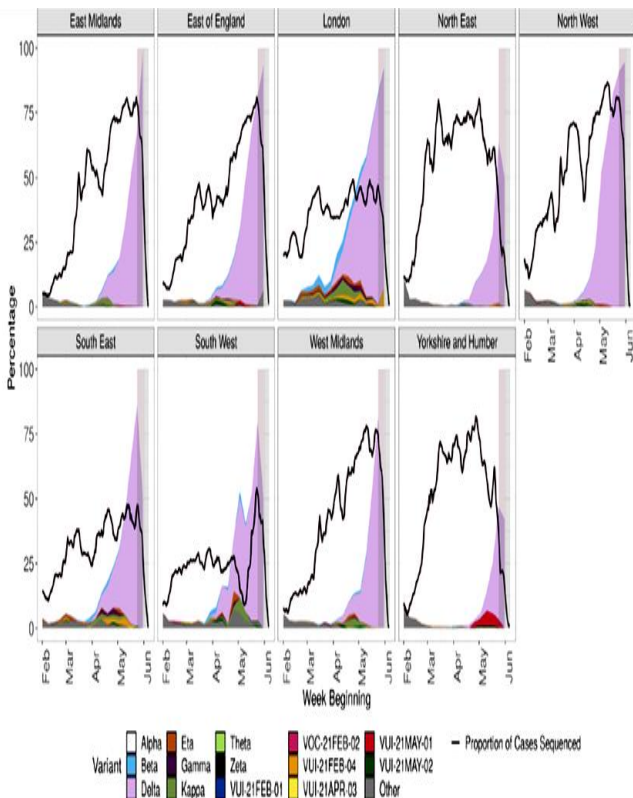 East Midlands East of England London North East North West
100
75
50
25
0
Feb Mar Apr May Jun
South East South West West Midlands Yorkshire and Humber
100
75
50
25
0
Feb Mar Apr May Jun Feb Mar Apr May Jun Feb Mar Apr May Jun Feb Mar Apr May Jun
Percentage
Week Beginning
Variant
Alpha Eta Theta VOC-21FEB-02 VUI-21MAY-01 Proportion of Cases Sequenced
Beta Gamma Zeta VUI-21FEB-04 VUI-21MAY-02
Delta Kappa VUI-21FEB-01 VUI-21APR-03 Other